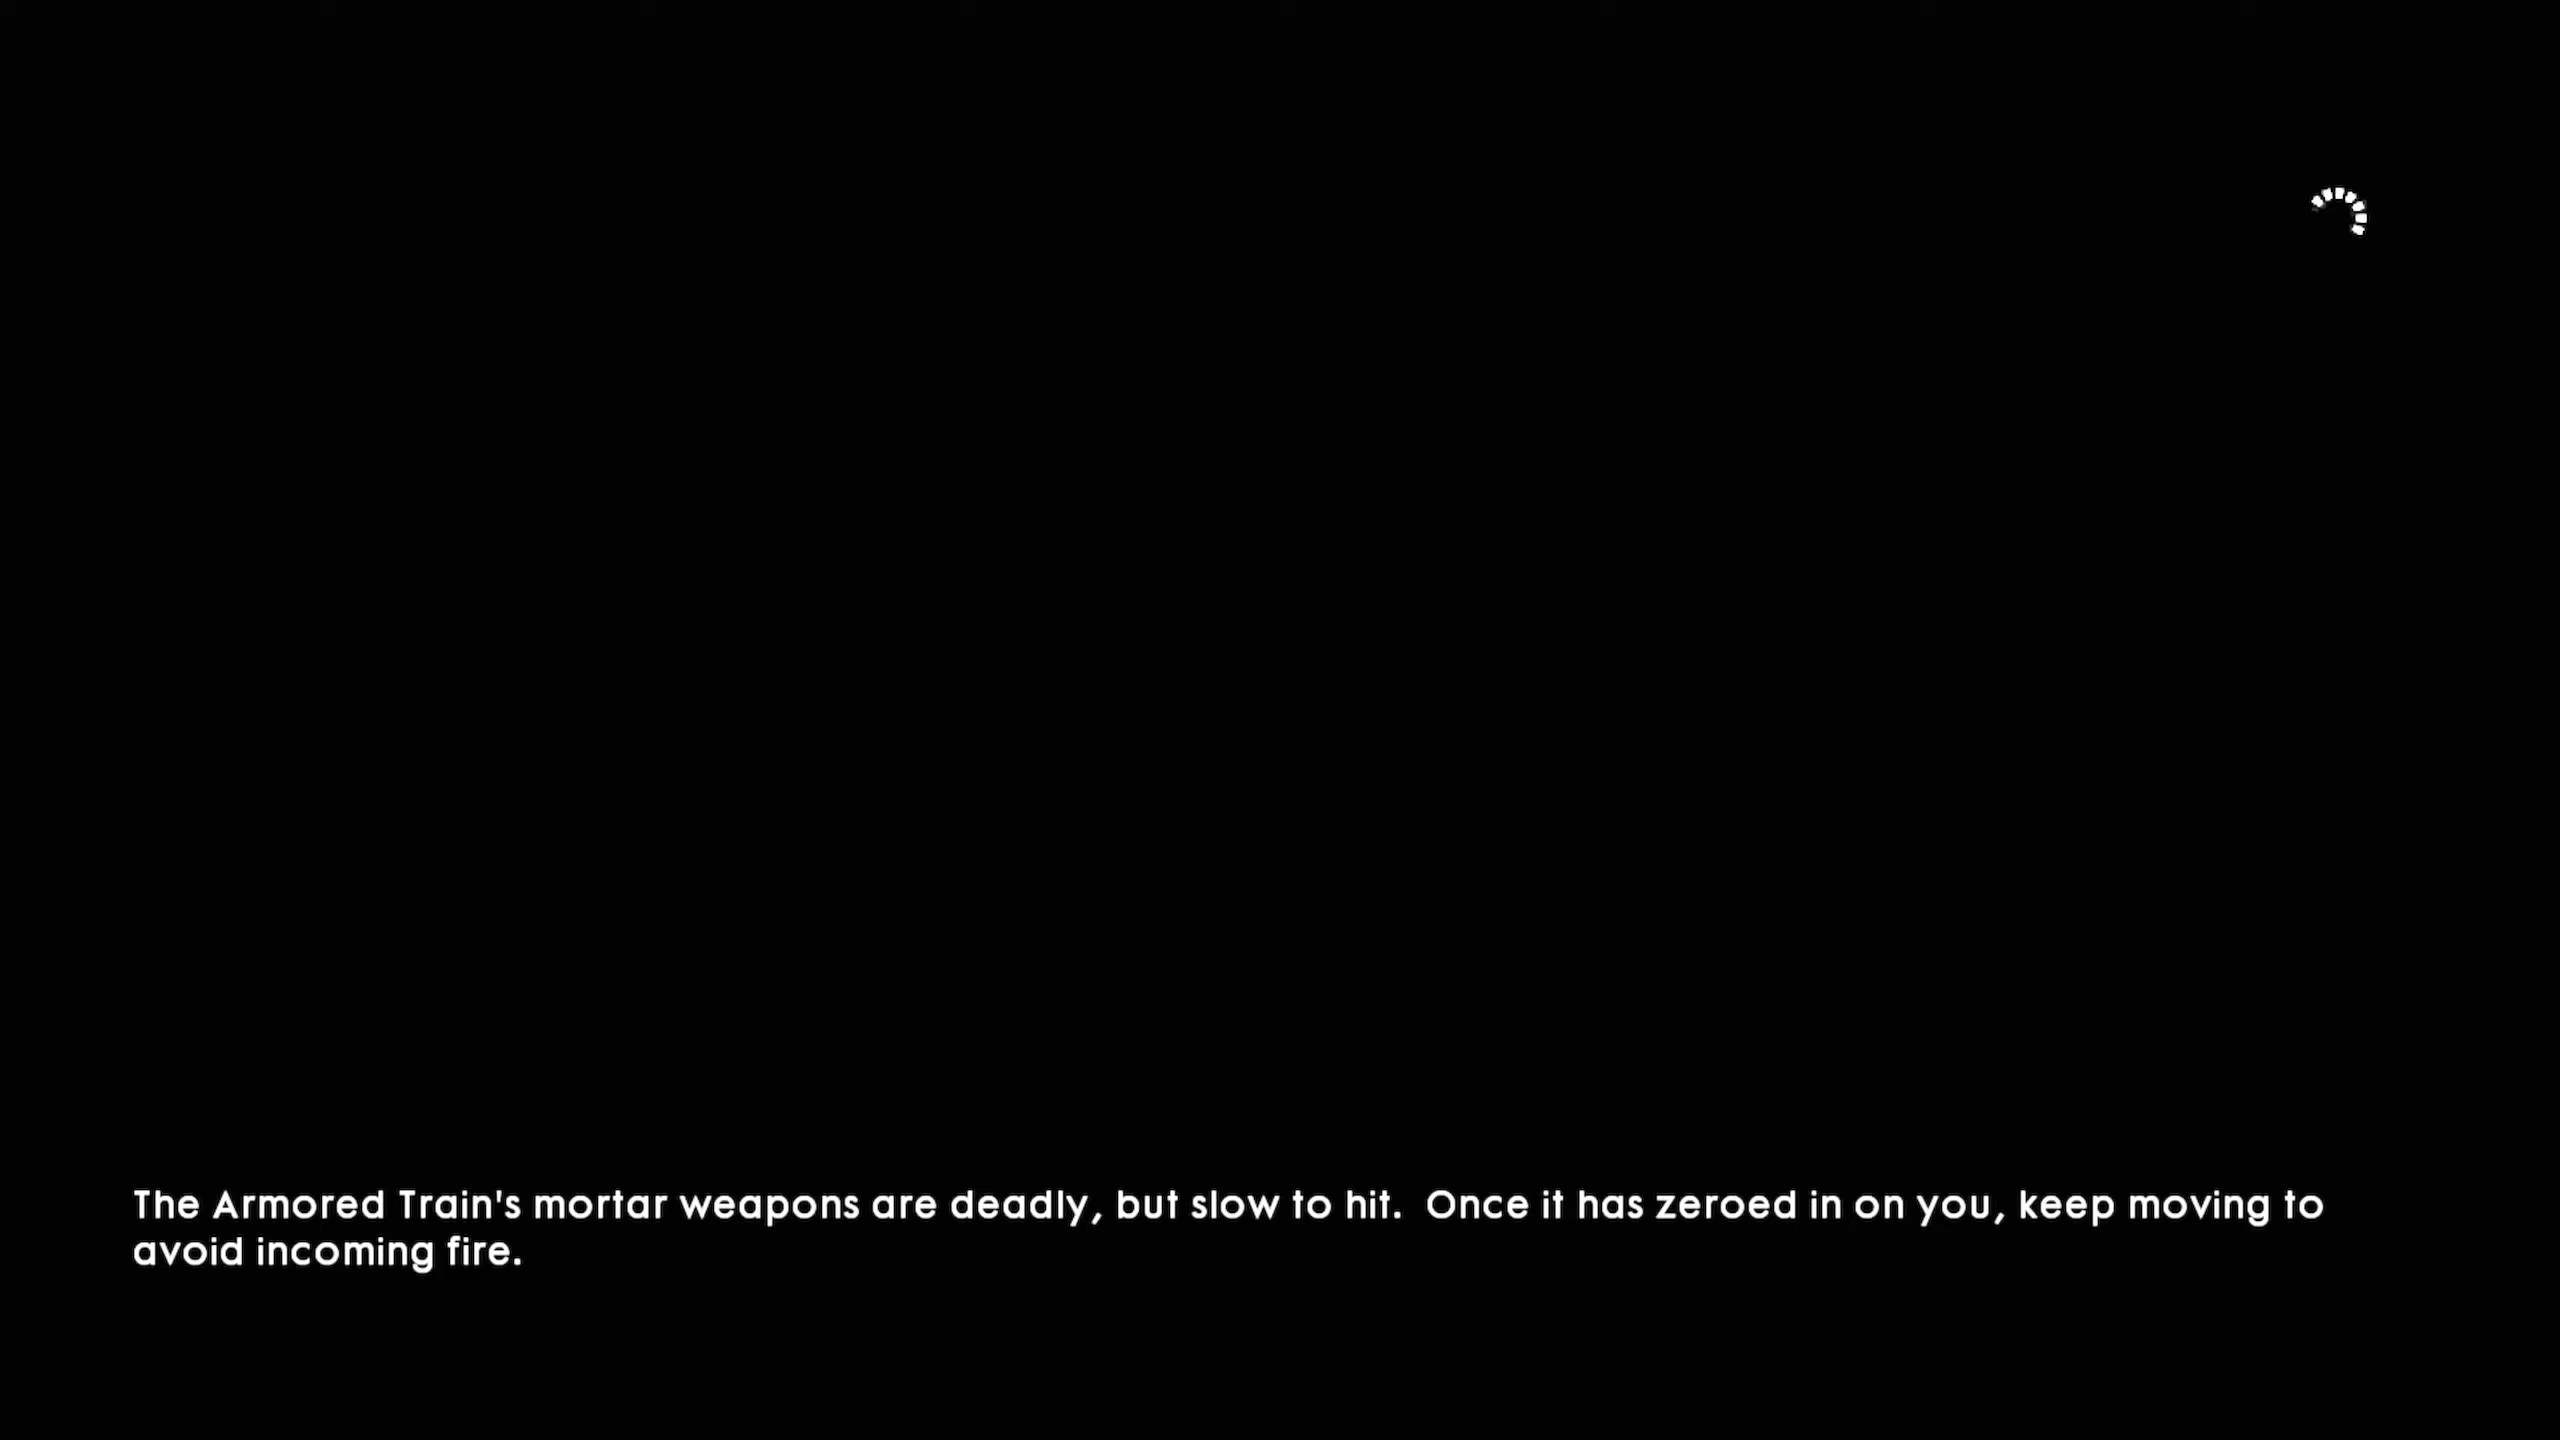 The Armored Train's mortar weapons are deadly, but slow to hit.  Once it has zeroed in on you, keep moving to
avoid incoming fire.